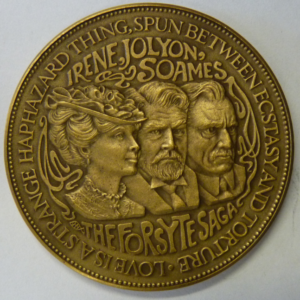 LOVE IS A STRANGE HAPHAZARD THING, SPUN BETWEEN ECSTASY AND TORTURE •
IRENE, JOLYON,
SOAMES
THE FORSYTE SAGA